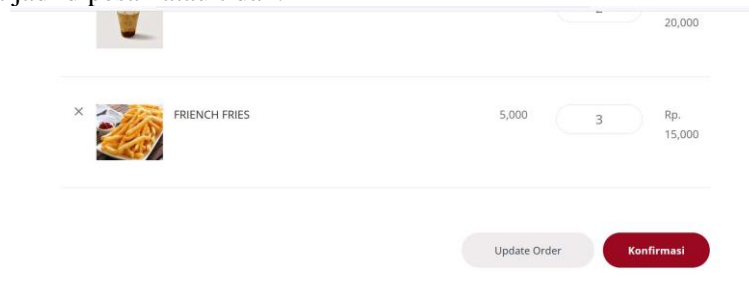 20,000
× FRIENCH FRIES 5,000 3 Rp.
15,000
Update Order Konfirmasi